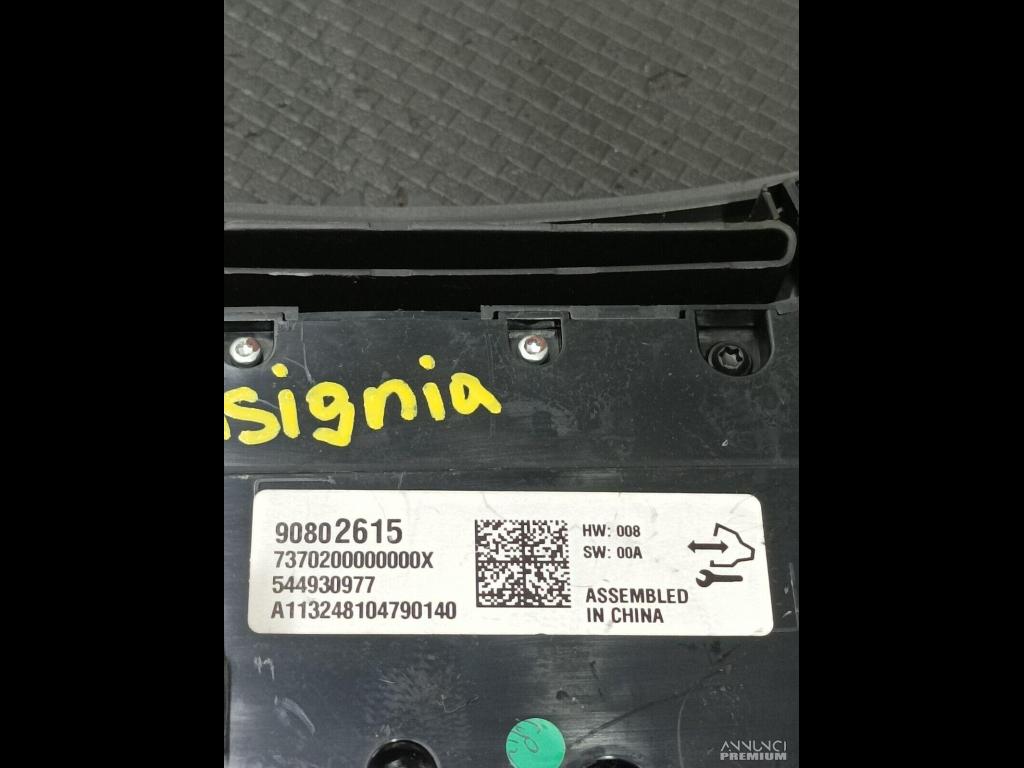 signia
90802615
7370200000000X
544930977
A113248104790140
HW: 008
SW: 00A
ASSEMBLED
IN CHINA
ANNUNCI
PREMIUM